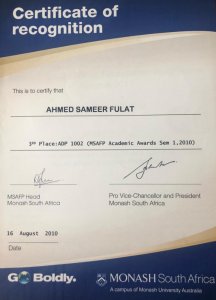 Certificate of
recognition
This is to certify that
AHMED SAMEER FULAT
3RD Place:ADP 1002 (MSAFP Academic Awards Sem 1,2010)
MSAFP Head
Monash South Africa
Pro Vice-Chancellor and President
Monash South Africa
16 August 2010
Date
GO Boldly.
MONASH South Africa
A campus of Monash University Australia